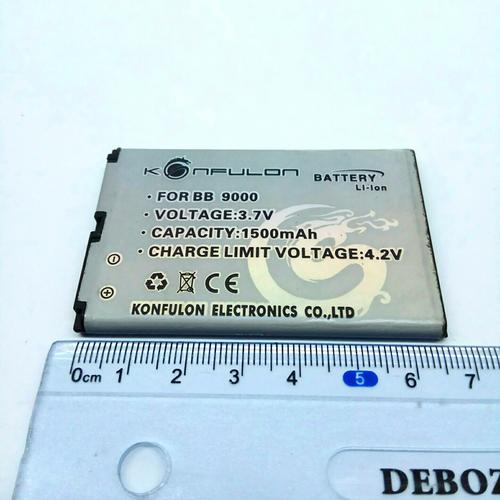 KONFULON
BATTERY
Li-Ion
FOR BB 9000
VOLTAGE:3.7V
CAPACITY:1500mAh
CHARGE LIMIT VOLTAGE:4.2V
CE
KONFULON ELECTRONICS CO.,LTD
0cm 1 2 3 4 5 6 7
DEBOZ